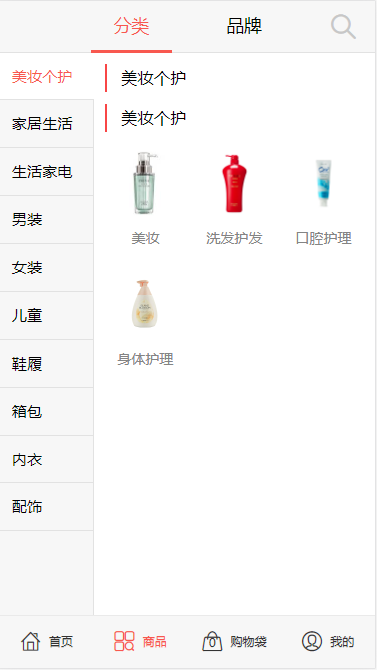 分类 品牌
美妆个护
家居生活
生活家电
男装
女装
儿童
鞋履
箱包
内衣
配饰
美妆个护
美妆个护
美妆 洗发护发 口腔护理
身体护理
首页 商品 购物袋 我的